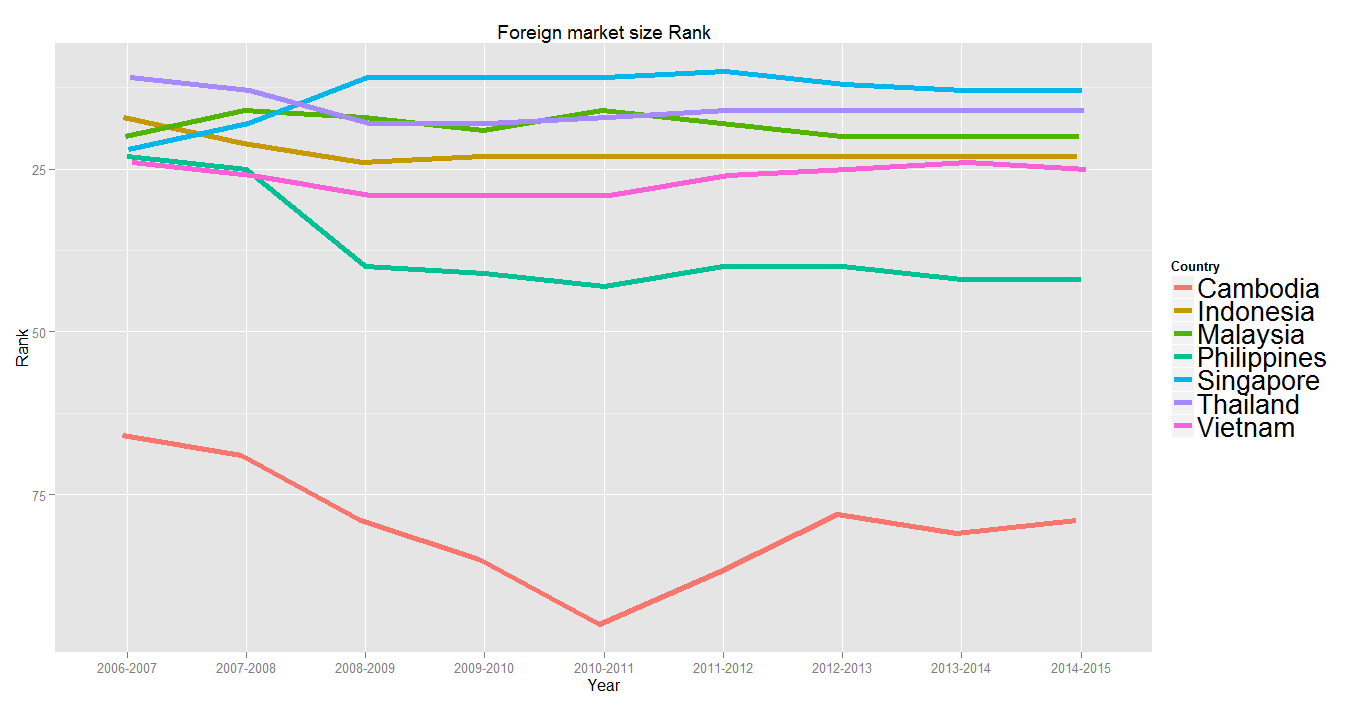 Foreign market size Rank
25
50
75
Rank
2006-2007
2007-2008
2008-2009
2009-2010
2010-2011
2011-2012
2012-2013
2013-2014
2014-2015
Year
Country
Cambodia
Indonesia
Malaysia
Philippines
Singapore
Thailand
Vietnam